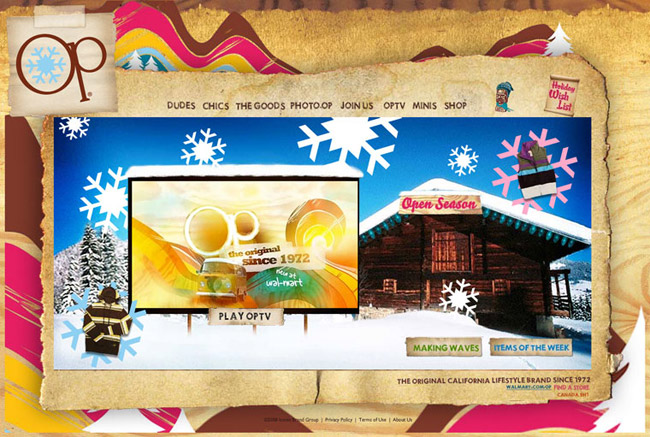 Op
DUDES CHICS THE GOODS PHOTO.OP JOIN US OPTV MINIS SHOP
Holiday
Wish
List
Open Season
Op
the original
since 1972
now at
wal-mart
PLAY OPTV
MAKING WAVES ITEMS OF THE WEEK
THE ORIGINAL CALIFORNIA LIFESTYLE BRAND SINCE 1972
WALMART.COM/OP FIND A STORE
CANADA, EH?
Brand Group | Privacy Policy | Terms of Use | About Us